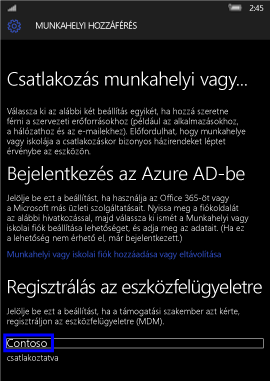 2:45
MUNKAHELYI HOZZÁFÉRÉS
Csatlakozás munkahelyi vagy...
Válassza ki az alábbi két beállítás egyikét, ha hozzá szeretne
férni a szervezeti erőforrásokhoz (például az alkalmazásokhoz,
a hálózathoz és az e-mailekhez). Előfordulhat, hogy munkahelye
vagy iskolája a csatlakozáskor bizonyos házirendeket léptet
érvénybe az eszközön.
Bejelentkezés az Azure AD-be
Jelölje be ezt a beállítást, ha használja az Office 365-öt vagy
a Microsoft más üzleti szolgáltatásait. Nyissa meg a fiókoldalát
az alábbi hivatkozással, majd válassza ki ismét a Munkahelyi vagy
iskolai fiók beállítása lehetőségét, és adja meg az adatait. (Ha ez
a lehetőség nem érhető el, már bejelentkezett.)
Munkahelyi vagy iskolai fiók hozzáadása vagy eltávolítása
Regisztrálás az eszközfelügyeletre
Jelölje be ezt a beállítást, ha a támogatási szakember azt kérte,
regisztráljon az eszközfelügyeletre (MDM).
Contoso
csatlakoztatva